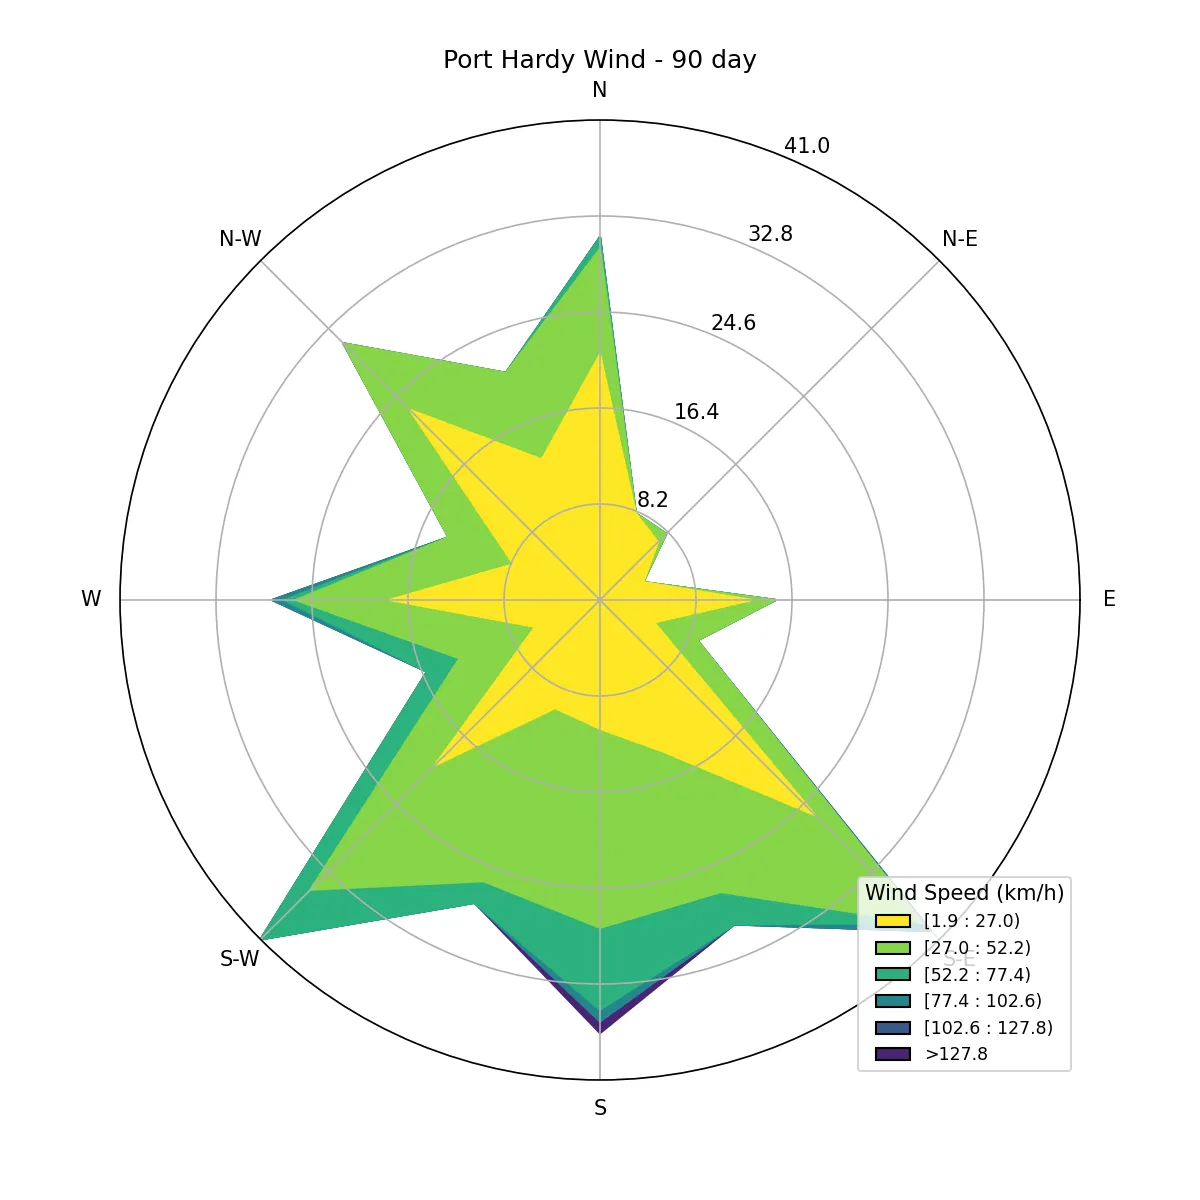 Port Hardy Wind - 90 day
N
41.0
32.8
N-W
N-E
24.6
16.4
8.2
W
E
Wind Speed (km/h)
[1.9 : 27.0)
[27.0 : 52.2)
S-W
S-E
[52.2 : 77.4)
[77.4 : 102.6)
[102.6 : 127.8)
>127.8
S